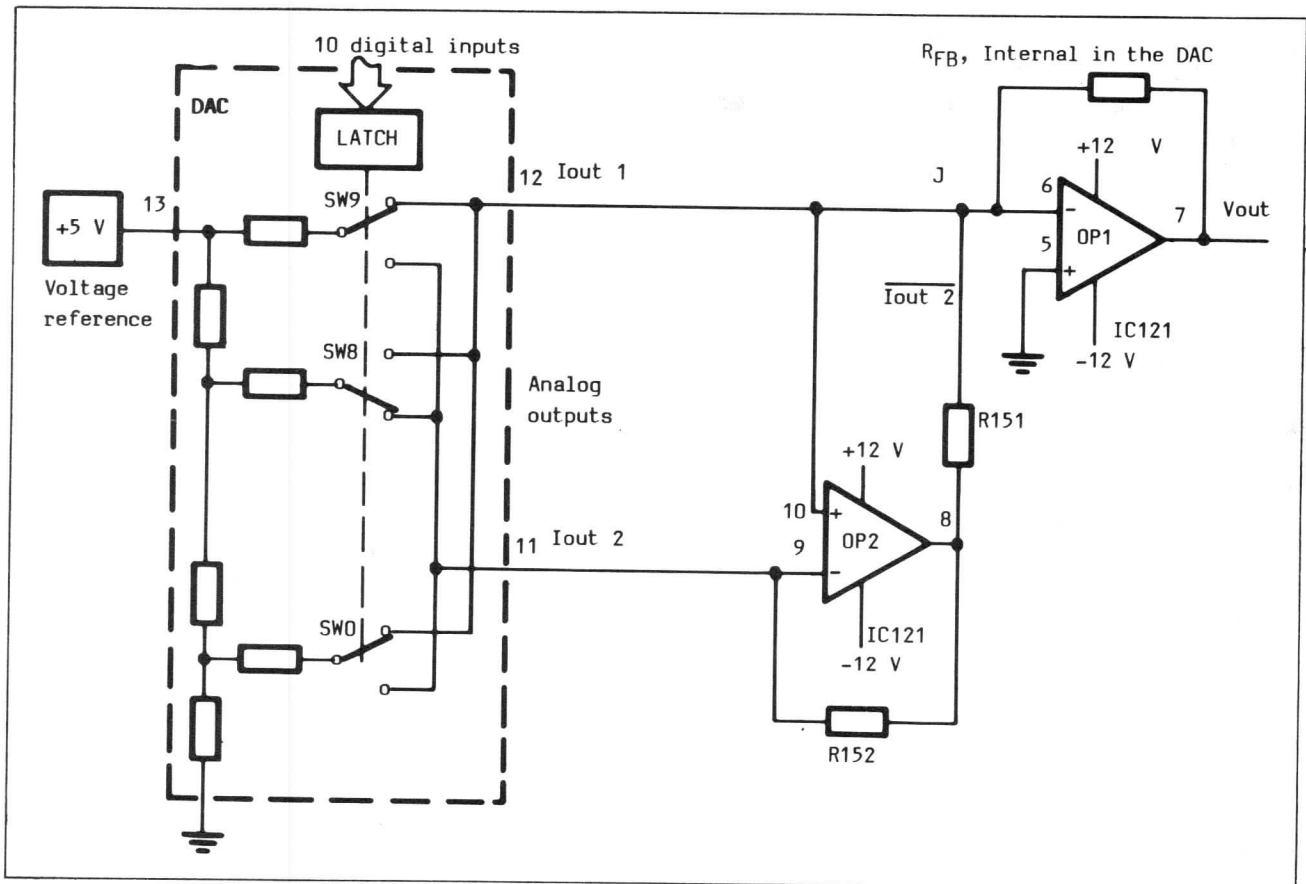 10 digital inputs
R_FB, Internal in the DAC
DAC
LATCH
+12 V
12 Iout 1
J
13
SW9
6
-
7
Vout
+5 V
5
OP1
+
Voltage
reference
Iout 2
IC121
-12 V
SW8
Analog
outputs
R151
+12 V
10
+
8
9
OP2
-
11 Iout 2
SW0
IC121
-12 V
R152